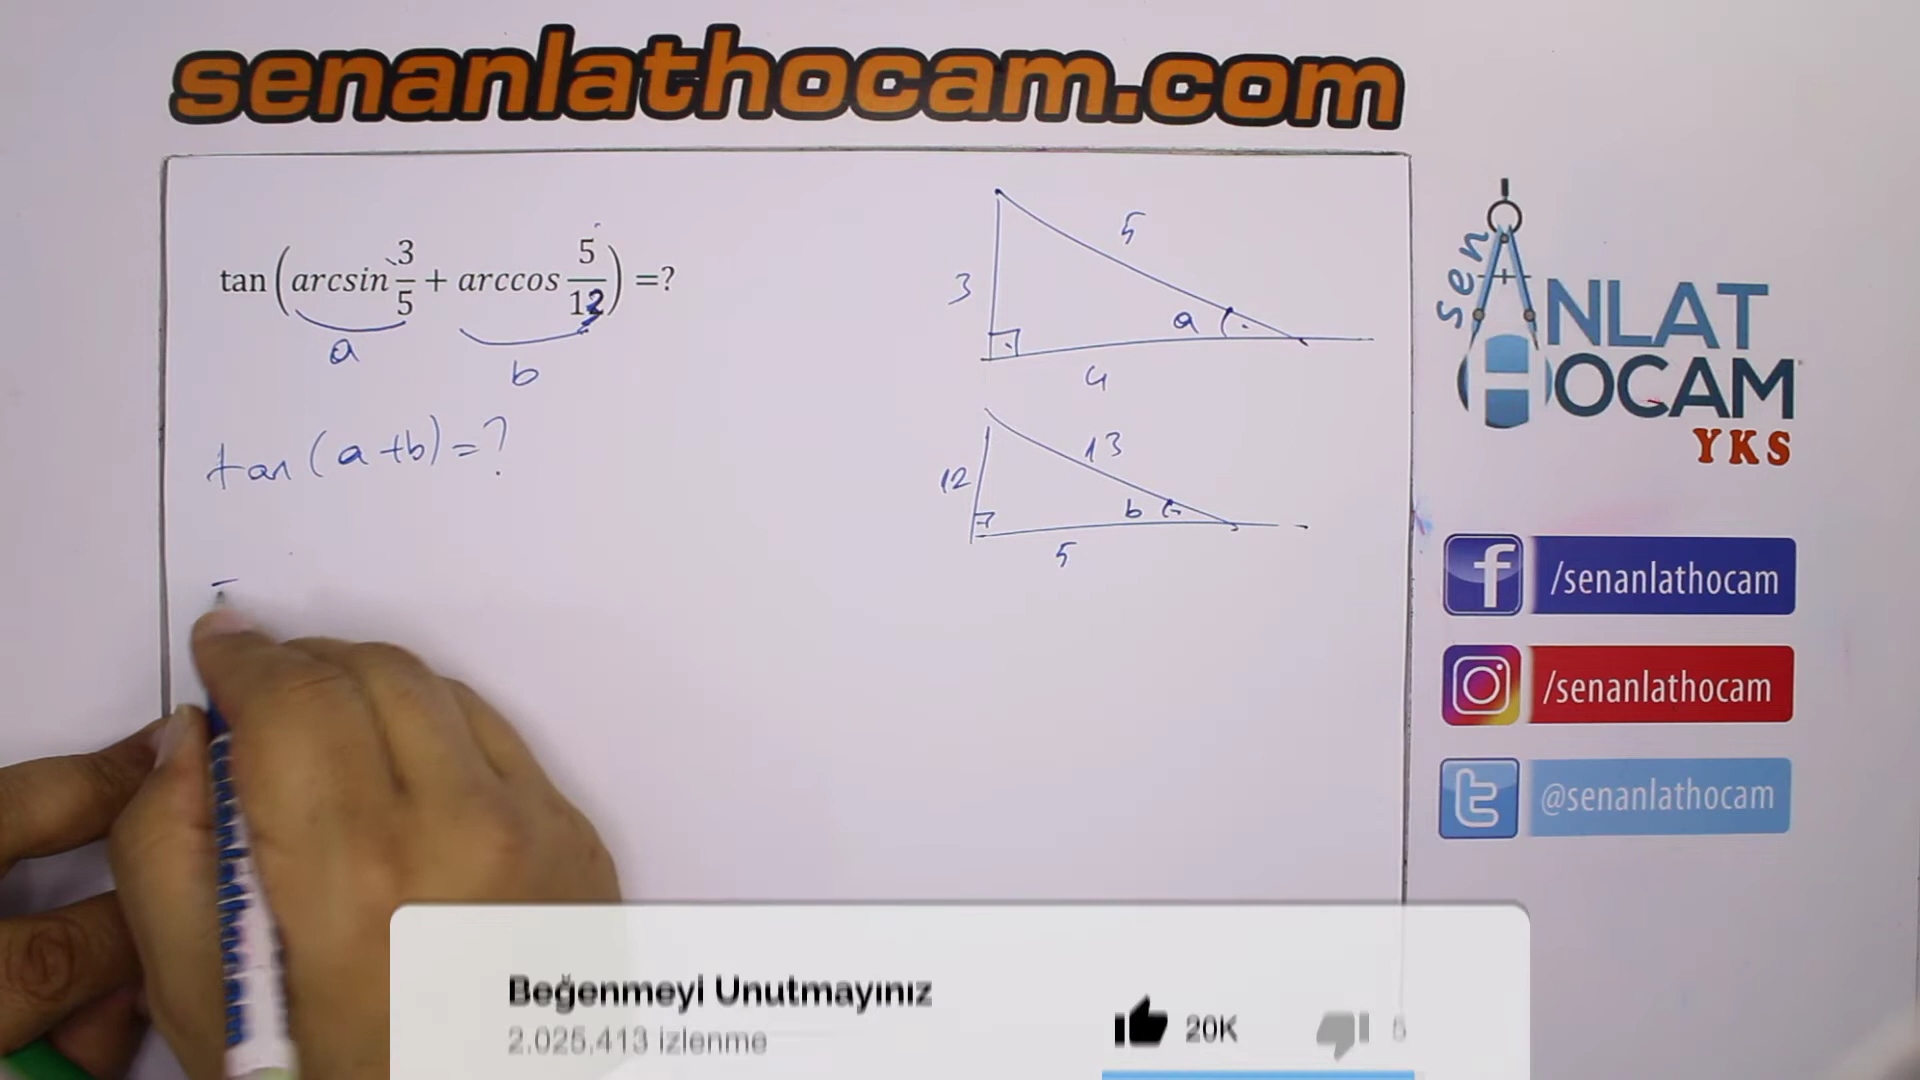 senanlathocam.com
tan(arcsin 3/5 + arccos 5/12) =?
a
b
tan (a+b) = ?
3
5
a
4
12
13
b
5
sen ANLAT
HOCAM
YKS
f /senanlathocam
/senanlathocam
t @senanlathocam
Beğenmeyi Unutmayınız
2.025.413 izlenme
20K
5